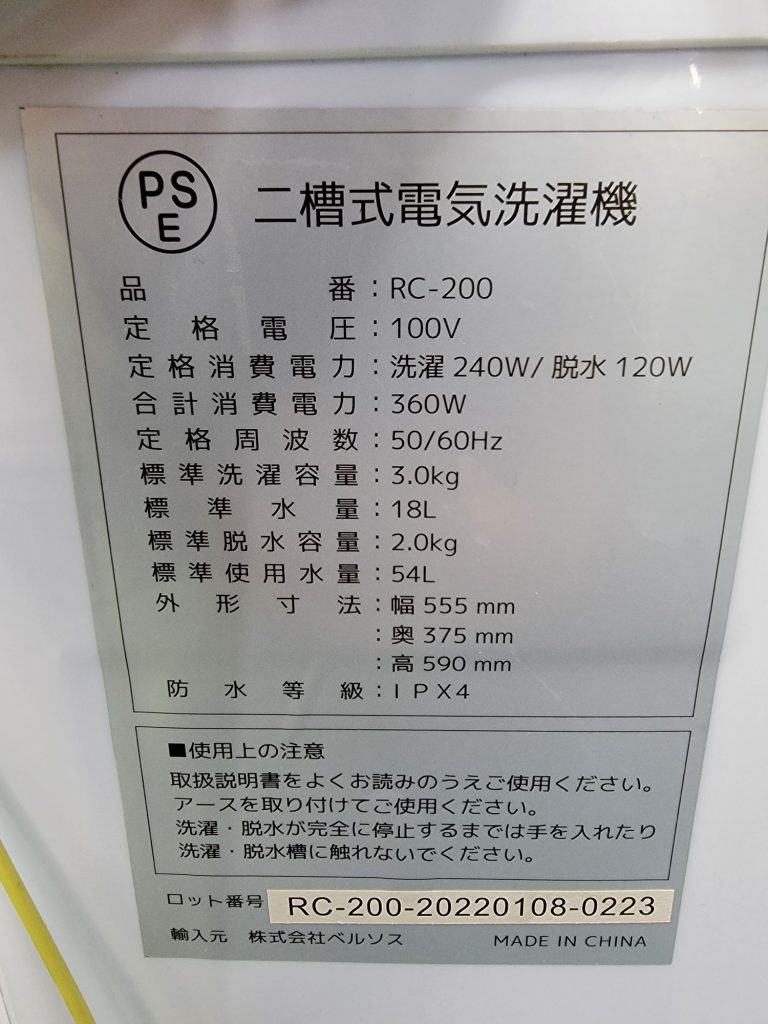 PS
E
二槽式電気洗濯機
品番：RC-200
定格電圧：100V
定格消費電力：洗濯 240W/ 脱水 120W
合計消費電力：360W
定格周波数：50/60Hz
標準洗濯容量：3.0kg
標準水量：18L
標準脱水容量：2.0kg
標準使用水量：54L
外形寸法：幅 555 mm
：奥 375 mm
：高 590 mm
防水等級：IPX4
■使用上の注意
取扱説明書をよくお読みのうえご使用ください。
アースを取り付けてご使用ください。
洗濯・脱水が完全に停止するまでは手を入れたり
洗濯・脱水槽に触れないでください。
ロット番号 RC-200-20220108-0223
輸入元 株式会社ベルソス MADE IN CHINA